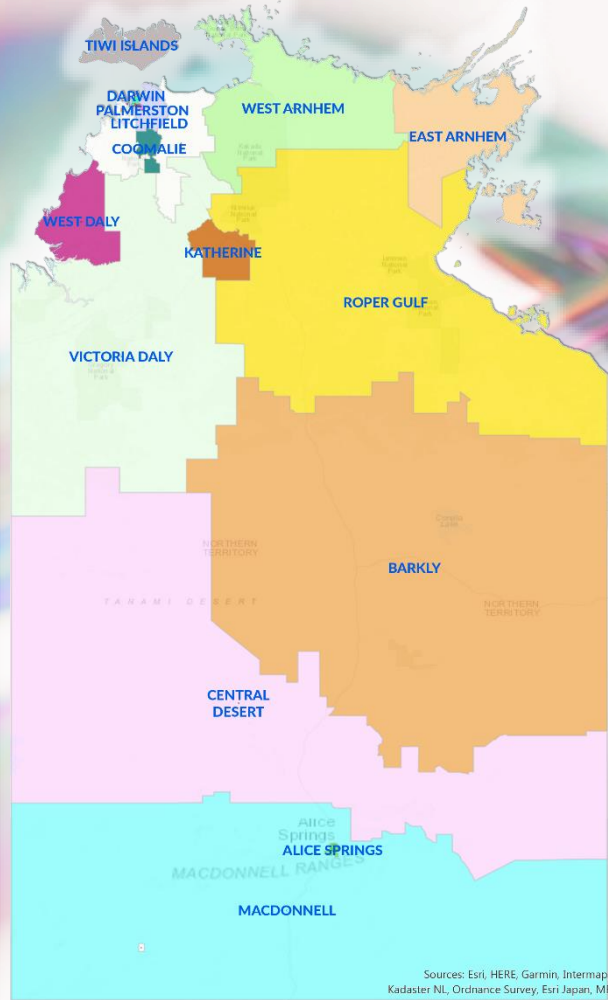 TIWI ISLANDS
DARWIN
PALMERSTON
LITCHFIELD
COOMALIE
WEST ARNHEM
EAST ARNHEM
WEST DALY
KATHERINE
ROPER GULF
VICTORIA DALY
NORTHERN
TERRITORY
BARKLY
TANAMI DESERT
NORTHERN
TERRITORY
CENTRAL
DESERT
Alice
Springs
ALICE SPRINGS
MACDONNELL RANGES
MACDONNELL
Sources: Esri, HERE, Garmin, Intermap
Kadaster NL, Ordnance Survey, Esri Japan,